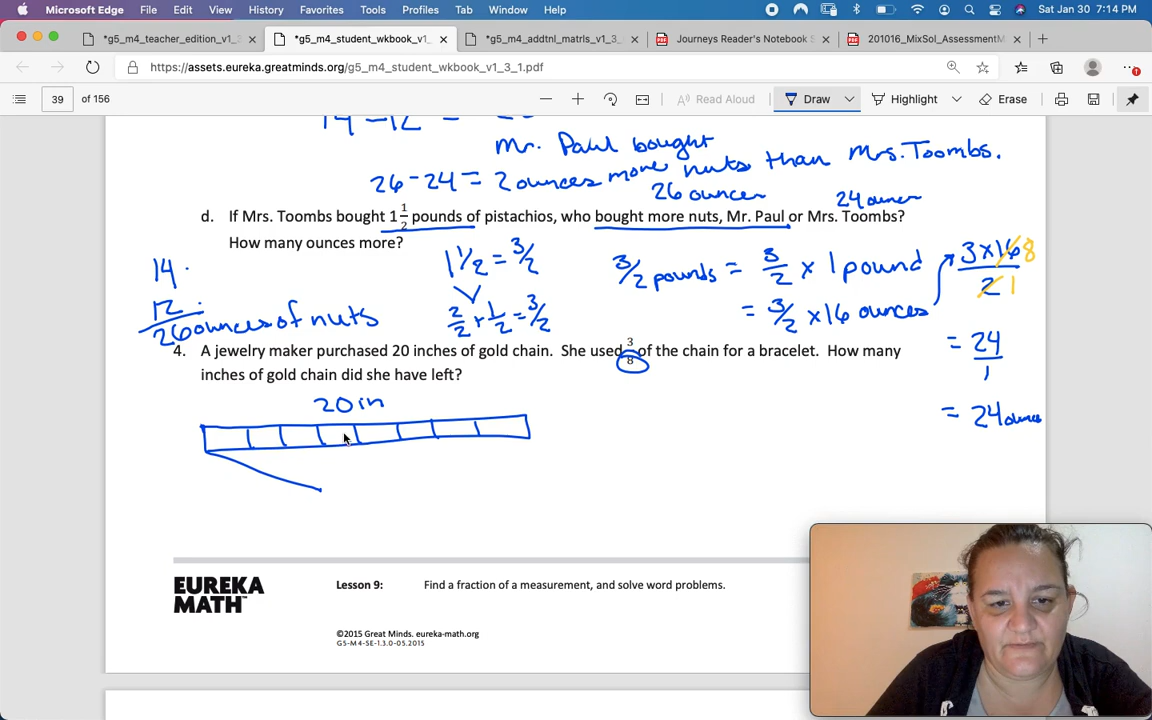 Microsoft Edge File Edit View History Favorites Tools Profiles Tab Window Help Sat Jan 30 7:14 PM
*g5_m4_teacher_edition_v1_ *g5_m4_student_wkbook_v1_ *g5_m4_addtnl_matrls_v1_3_ Journeys Reader's Notebook 201016_MixSol_AssessmentM
https://assets.eureka.greatminds.org/g5_m4_student_wkbook_v1_3_1.pdf
39 of 156 Read Aloud Draw Highlight Erase
14 - 12 =
Mr. Paul bought
26 - 24 = 2 ounces more nuts than Mrs. Toombs.
26 ounces 24 ounces
d. If Mrs. Toombs bought 1 1/2 pounds of pistachios, who bought more nuts, Mr. Paul or Mrs. Toombs?
How many ounces more?
14
12
26 ounces of nuts
1 1/2 = 3/2
2/2 + 1/2 = 3/2
3/2 pounds = 3/2 × 1 pound
= 3/2 × 16 ounces
3 × 16 8
2 1
= 24
1
= 24 ounces
4. A jewelry maker purchased 20 inches of gold chain. She used 3/8 of the chain for a bracelet. How many
inches of gold chain did she have left?
20 in
EUREKA
MATH™
Lesson 9: Find a fraction of a measurement, and solve word problems.
©2015 Great Minds. eureka-math.org
G5-M4-SE-1.3.0-05.2015